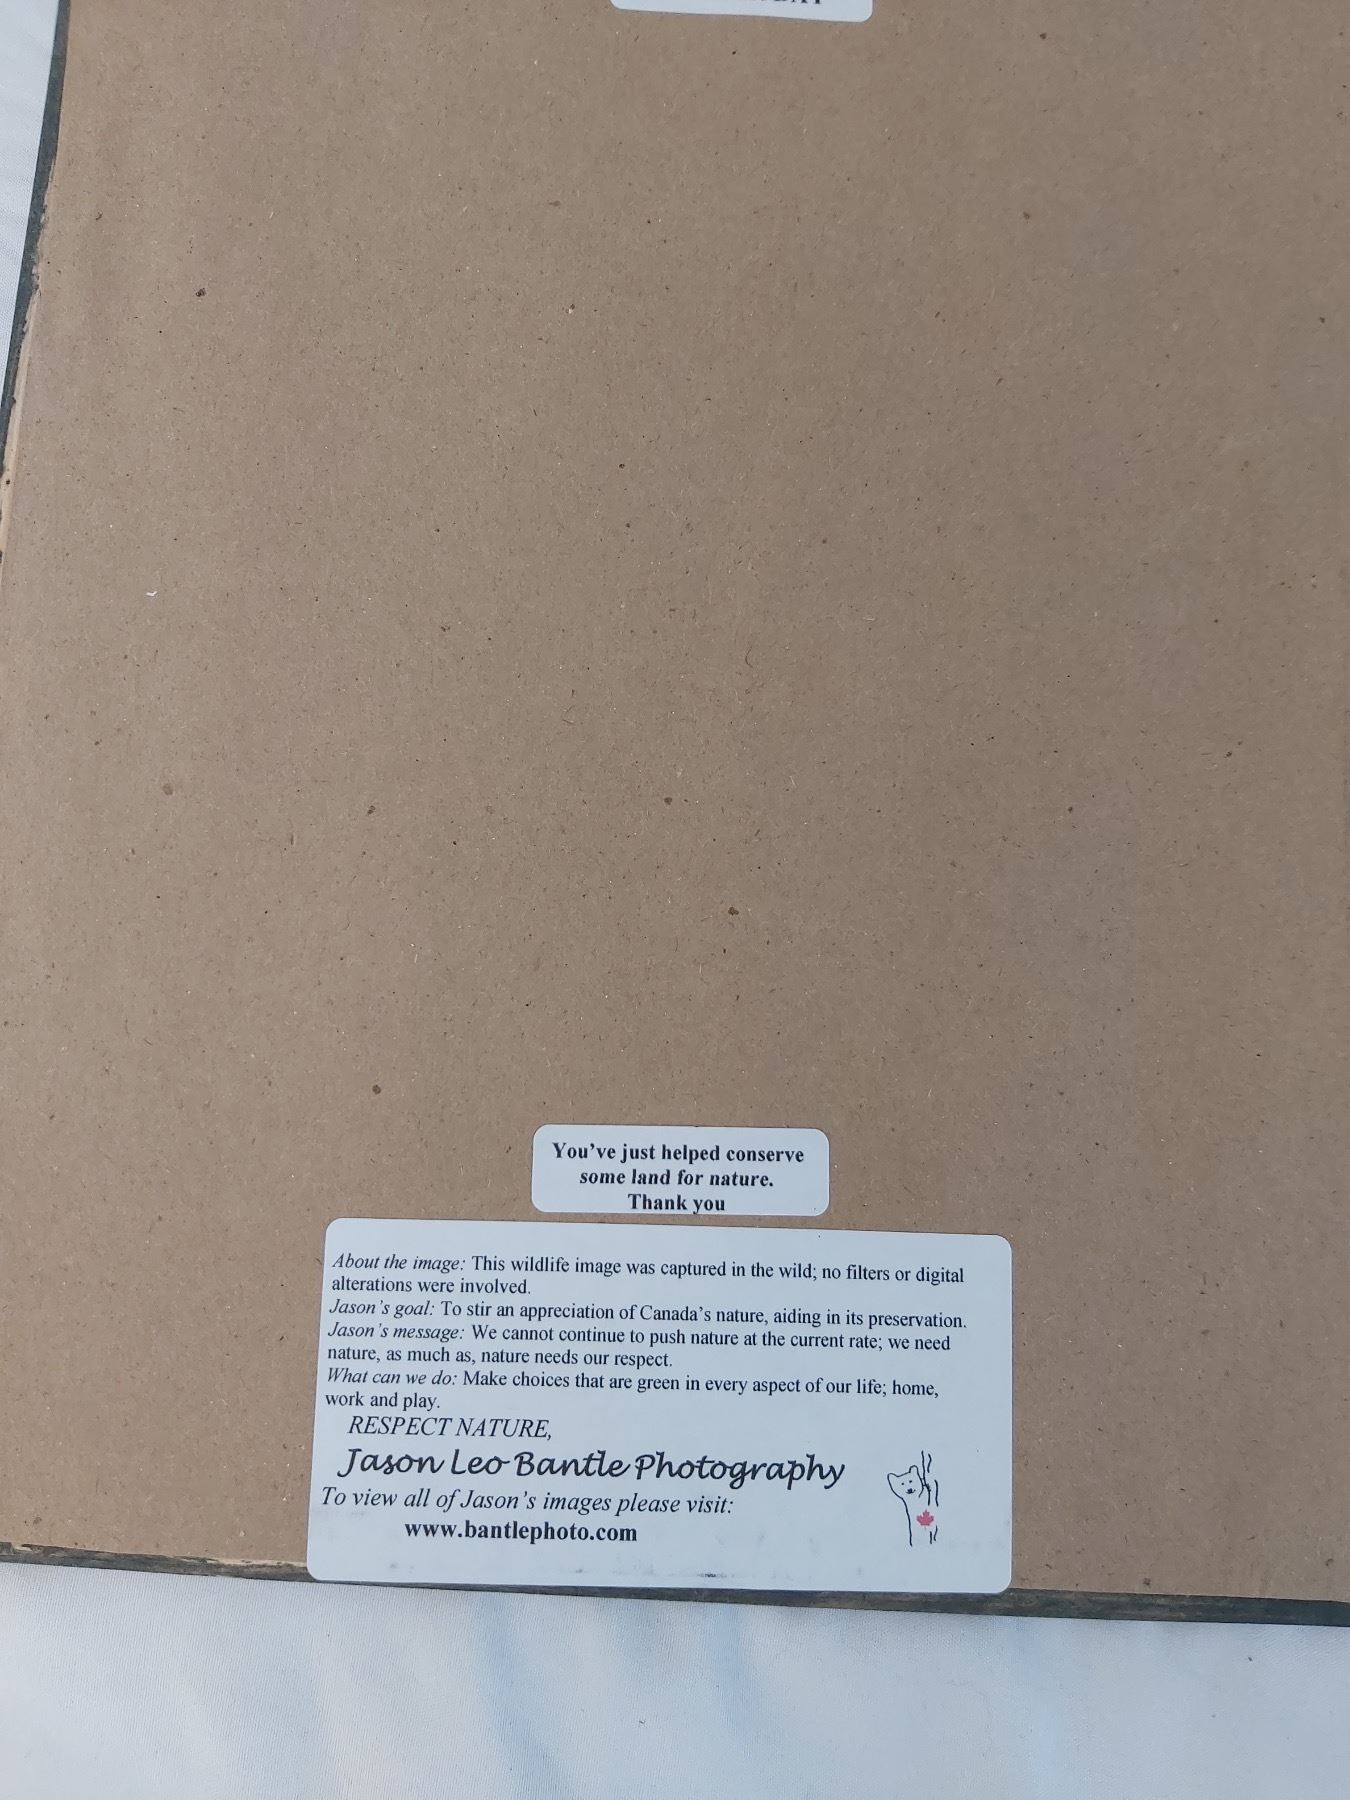 You've just helped conserve
some land for nature.
Thank you
About the image: This wildlife image was captured in the wild; no filters or digital
alterations were involved.
Jason's goal: To stir an appreciation of Canada's nature, aiding in its preservation.
Jason's message: We cannot continue to push nature at the current rate; we need
nature, as much as, nature needs our respect.
What can we do: Make choices that are green in every aspect of our life; home,
work and play.
RESPECT NATURE,
Jason Leo Bantle Photography
To view all of Jason's images please visit:
www.bantlephoto.com